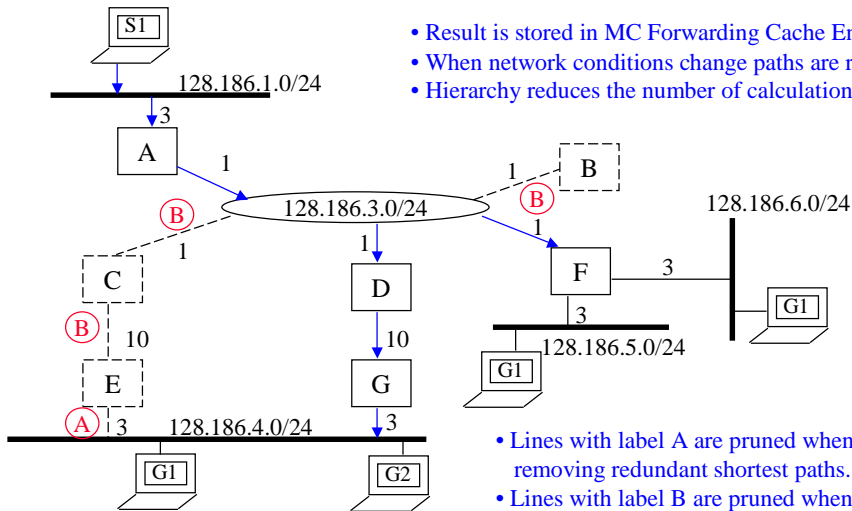 S1
• Result is stored in MC Forwarding Cache En
• When network conditions change paths are r
• Hierarchy reduces the number of calculation
128.186.1.0/24
3
A
1
B
1
B
128.186.3.0/24
B
1
1
1
128.186.6.0/24
C
D
F
3
B
10
10
3
G1
128.186.5.0/24
G1
E
G
A
3
128.186.4.0/24
3
G1
G2
• Lines with label A are pruned when
removing redundant shortest paths.
• Lines with label B are pruned when